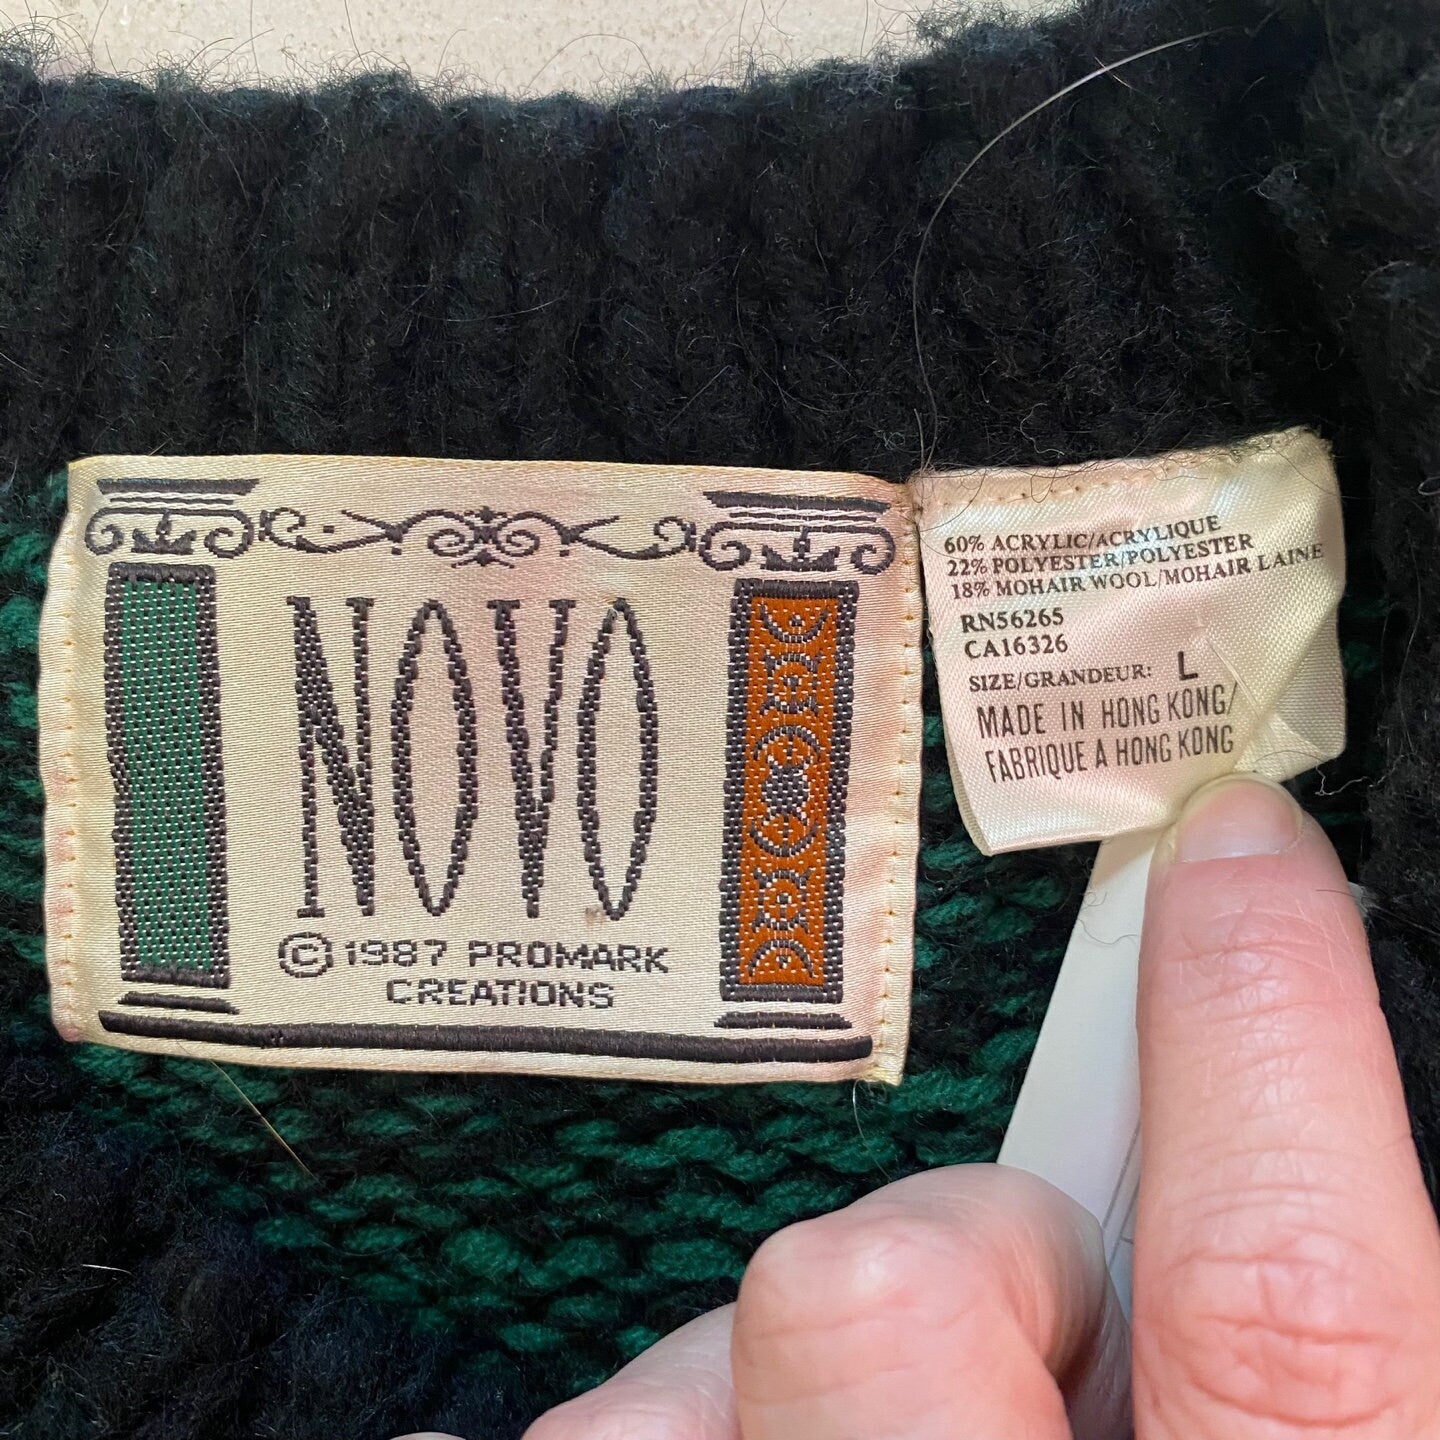 NOVO
© 1987 PROMARK
CREATIONS
60% ACRYLIC/ACRYLIQUE
22% POLYESTER/POLYESTER
18% MOHAIR WOOL/MOHAIR LAINE
RN56265
CA16326
SIZE/GRANDEUR: L
MADE IN HONG KONG/
FABRIQUE A HONG KONG